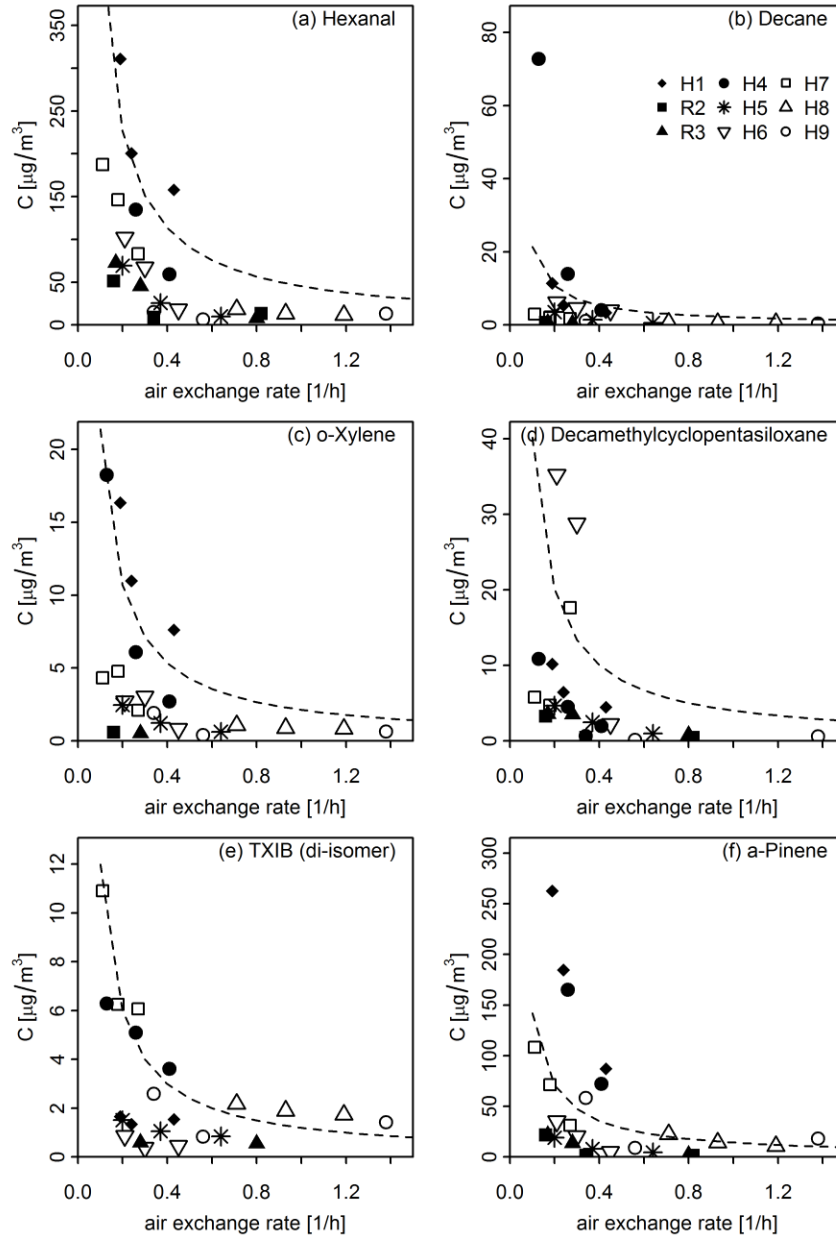 (a) Hexanal
350
250
150
50
0
C [µg/m³]
0.0 0.4 0.8 1.2
air exchange rate [1/h]
(b) Decane
80
60
40
20
0
C [µg/m³]
H1 H4 H7
R2 H5 H8
R3 H6 H9
0.0 0.4 0.8 1.2
air exchange rate [1/h]
(c) o-Xylene
20
15
10
5
0
C [µg/m³]
0.0 0.4 0.8 1.2
air exchange rate [1/h]
(d) Decamethylcyclopentasiloxane
40
30
20
10
0
C [µg/m³]
0.0 0.4 0.8 1.2
air exchange rate [1/h]
(e) TXIB (di-isomer)
12
10
8
6
4
2
0
C [µg/m³]
0.0 0.4 0.8 1.2
air exchange rate [1/h]
(f) a-Pinene
300
250
200
150
100
50
0
C [µg/m³]
0.0 0.4 0.8 1.2
air exchange rate [1/h]